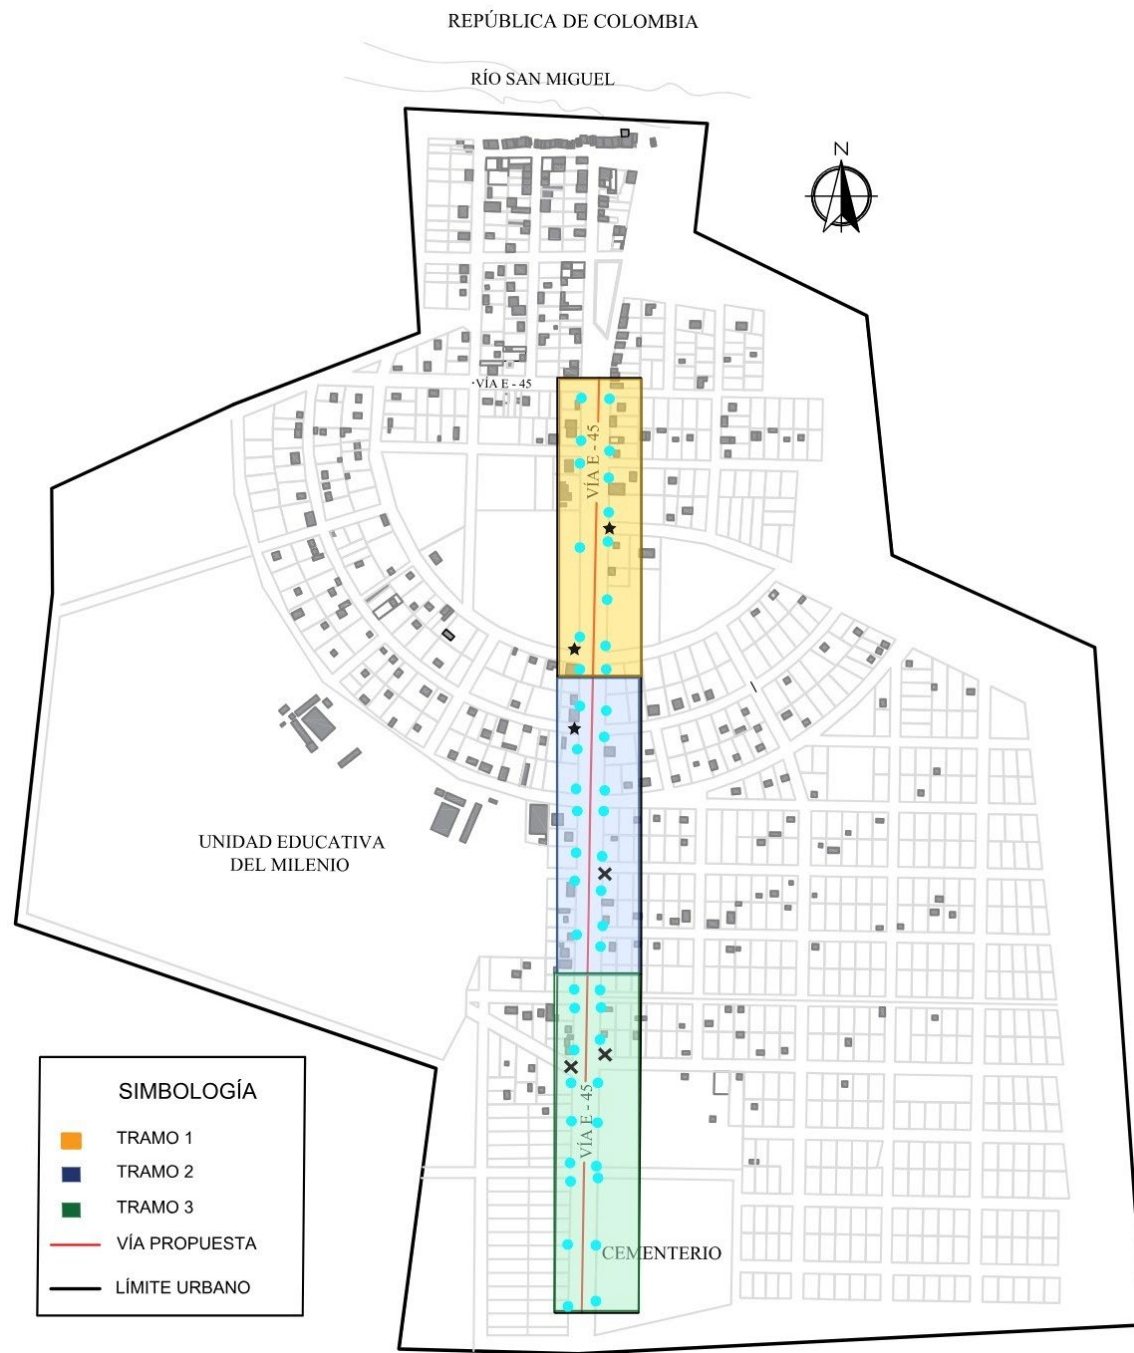 REPÚBLICA DE COLOMBIA
RÍO SAN MIGUEL
N
VÍA E - 45
VÍA E - 45
UNIDAD EDUCATIVA
DEL MILENIO
VÍA E - 45
CEMENTERIO
SIMBOLOGÍA
TRAMO 1
TRAMO 2
TRAMO 3
VÍA PROPUESTA
LÍMITE URBANO